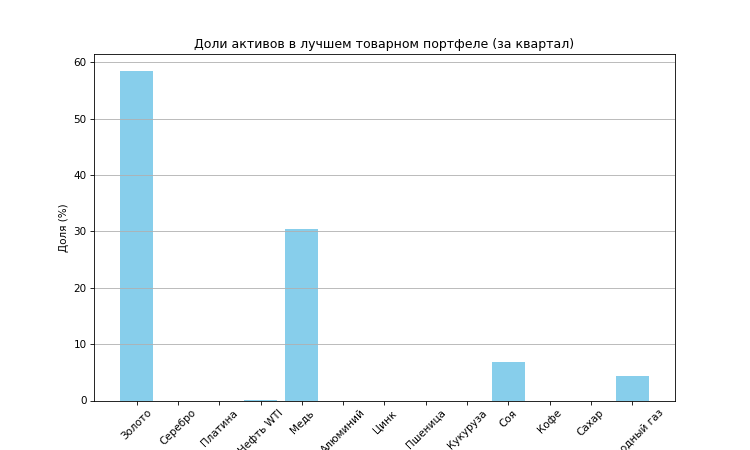 Доли активов в лучшем товарном портфеле (за квартал)
Доля (%)
60
50
40
30
20
10
0
Золото
Серебро
Платина
Нефть WTI
Медь
Алюминий
Цинк
Пшеница
Кукуруза
Соя
Кофе
Сахар
газ